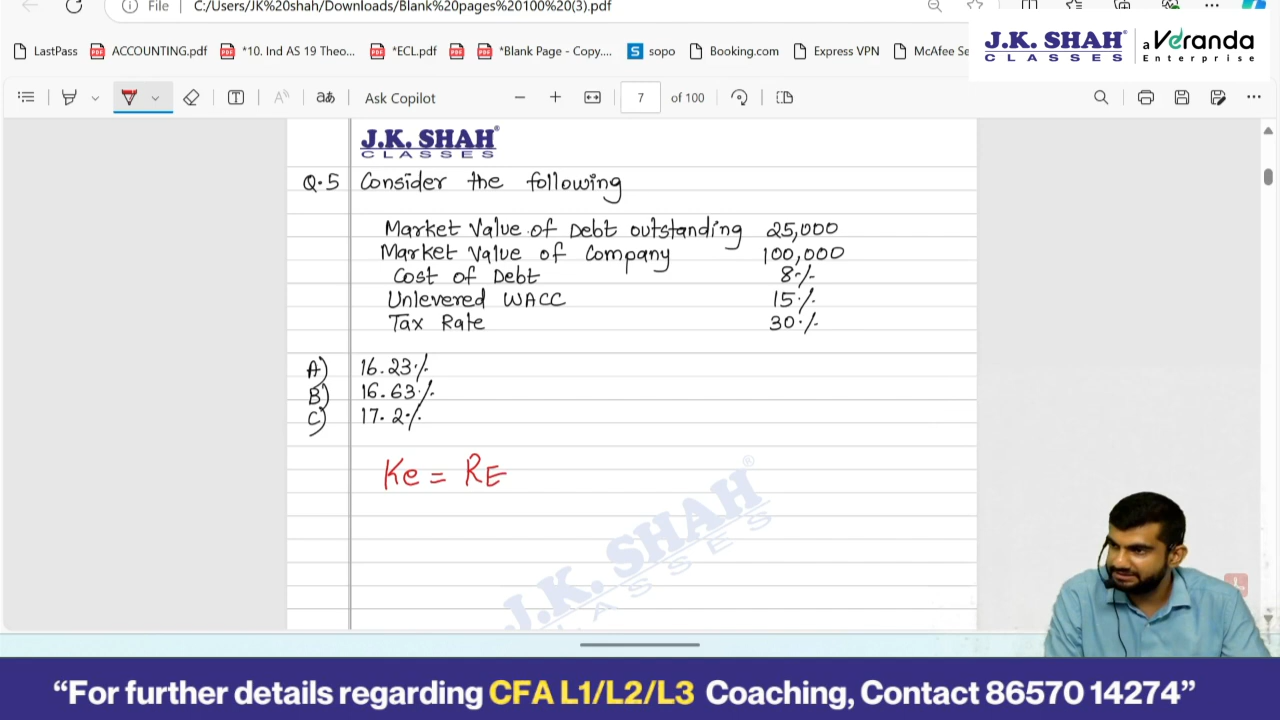 File
C:/Users/JK%20shah/Downloads/Blank%20pages%20100%20(3).pdf
LastPass
ACCOUNTING.pdf
*10. Ind AS 19 Theo...
*ECL.pdf
*Blank Page - Copy....
S sopo
Booking.com
Express VPN
McAfee Se
J.K. SHAH®
CLASSES
a Veranda
Enterprise
Ask Copilot
7 of 100
J.K. SHAH®
CLASSES
Q.5 Consider the following
Market Value of Debt outstanding 25,000
Market Value of Company 100,000
Cost of Debt 8%
Unlevered WACC 15%
Tax Rate 30%
A) 16.23%
B) 16.63%
C) 17.2%
Ke = RE
J.K. SHAH®
CLASSES
“For further details regarding CFA L1/L2/L3 Coaching, Contact 86570 14274”